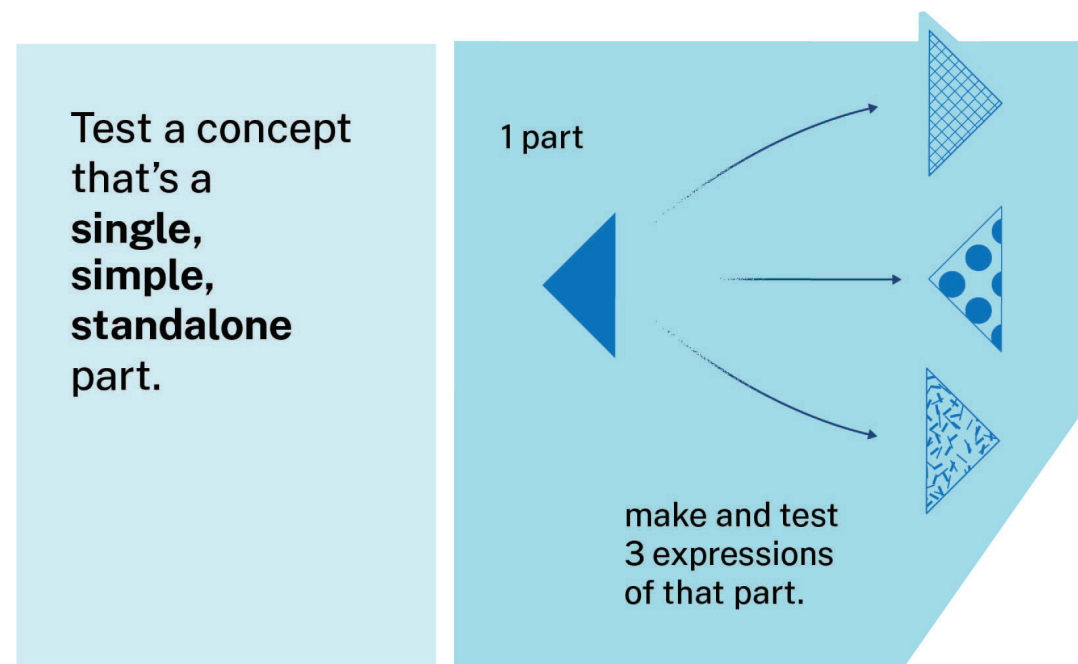 Test a concept
that’s a
single,
simple,
standalone
part.
1 part
make and test
3 expressions
of that part.